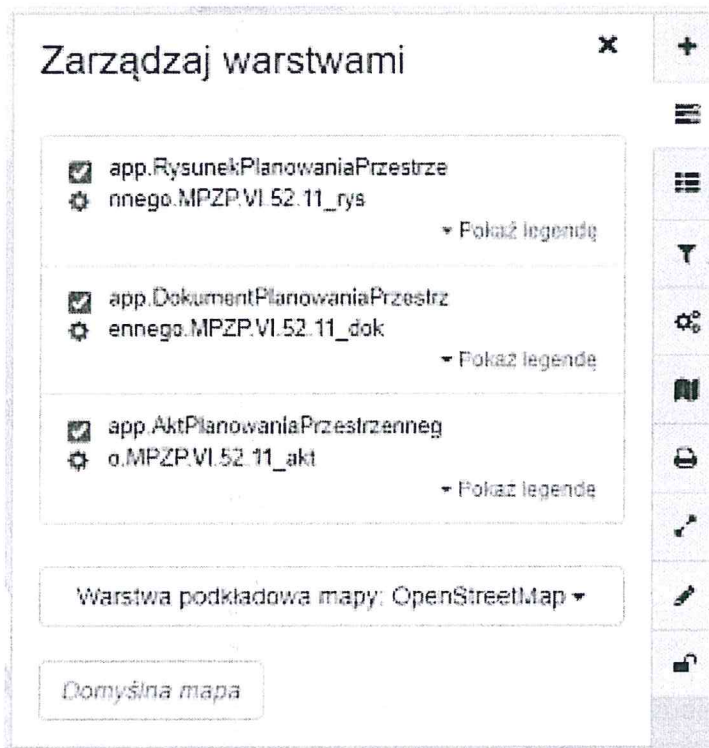 Zarządzaj warstwami
app.RysunekPlanowaniaPrzestrze
nnego.MPZP.VI.52.11_rys
Pokaż legendę
app.DokumentPlanowaniaPrzestrz
ennego.MPZP.VI.52.11_dok
Pokaż legendę
app.AktPlanowaniaPrzestrzenneg
o.MPZP.VI.52.11_akt
Pokaż legendę
Warstwa podkładowa mapy: OpenStreetMap
Domyślna mapa